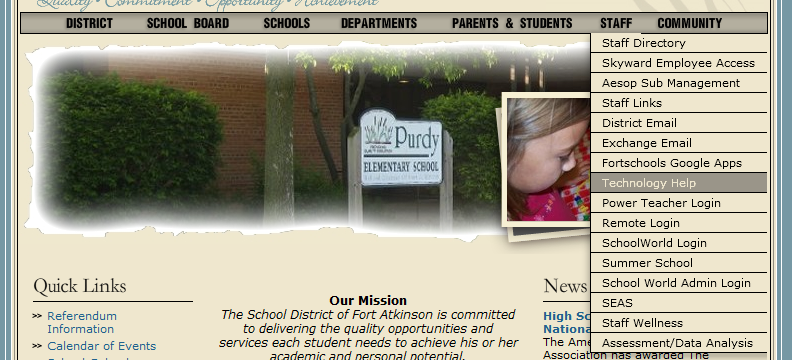 Quality • Commitment • Opportunity • Achievement
DISTRICT SCHOOL BOARD SCHOOLS DEPARTMENTS PARENTS & STUDENTS STAFF COMMUNITY
Staff Directory
Skyward Employee Access
Aesop Sub Management
Staff Links
District Email
Exchange Email
Fortschools Google Apps
Technology Help
Power Teacher Login
Remote Login
SchoolWorld Login
Summer School
School World Admin Login
SEAS
Staff Wellness
Assessment/Data Analysis
Purdy
ELEMENTARY SCHOOL
Quick Links
>> Referendum
Information
>> Calendar of Events
Our Mission
The School District of Fort Atkinson is committed
to delivering the quality opportunities and
services each student needs to achieve his or her
academic and personal potential.
News
High Sc
Nationa
The Ame
Association has awarded The